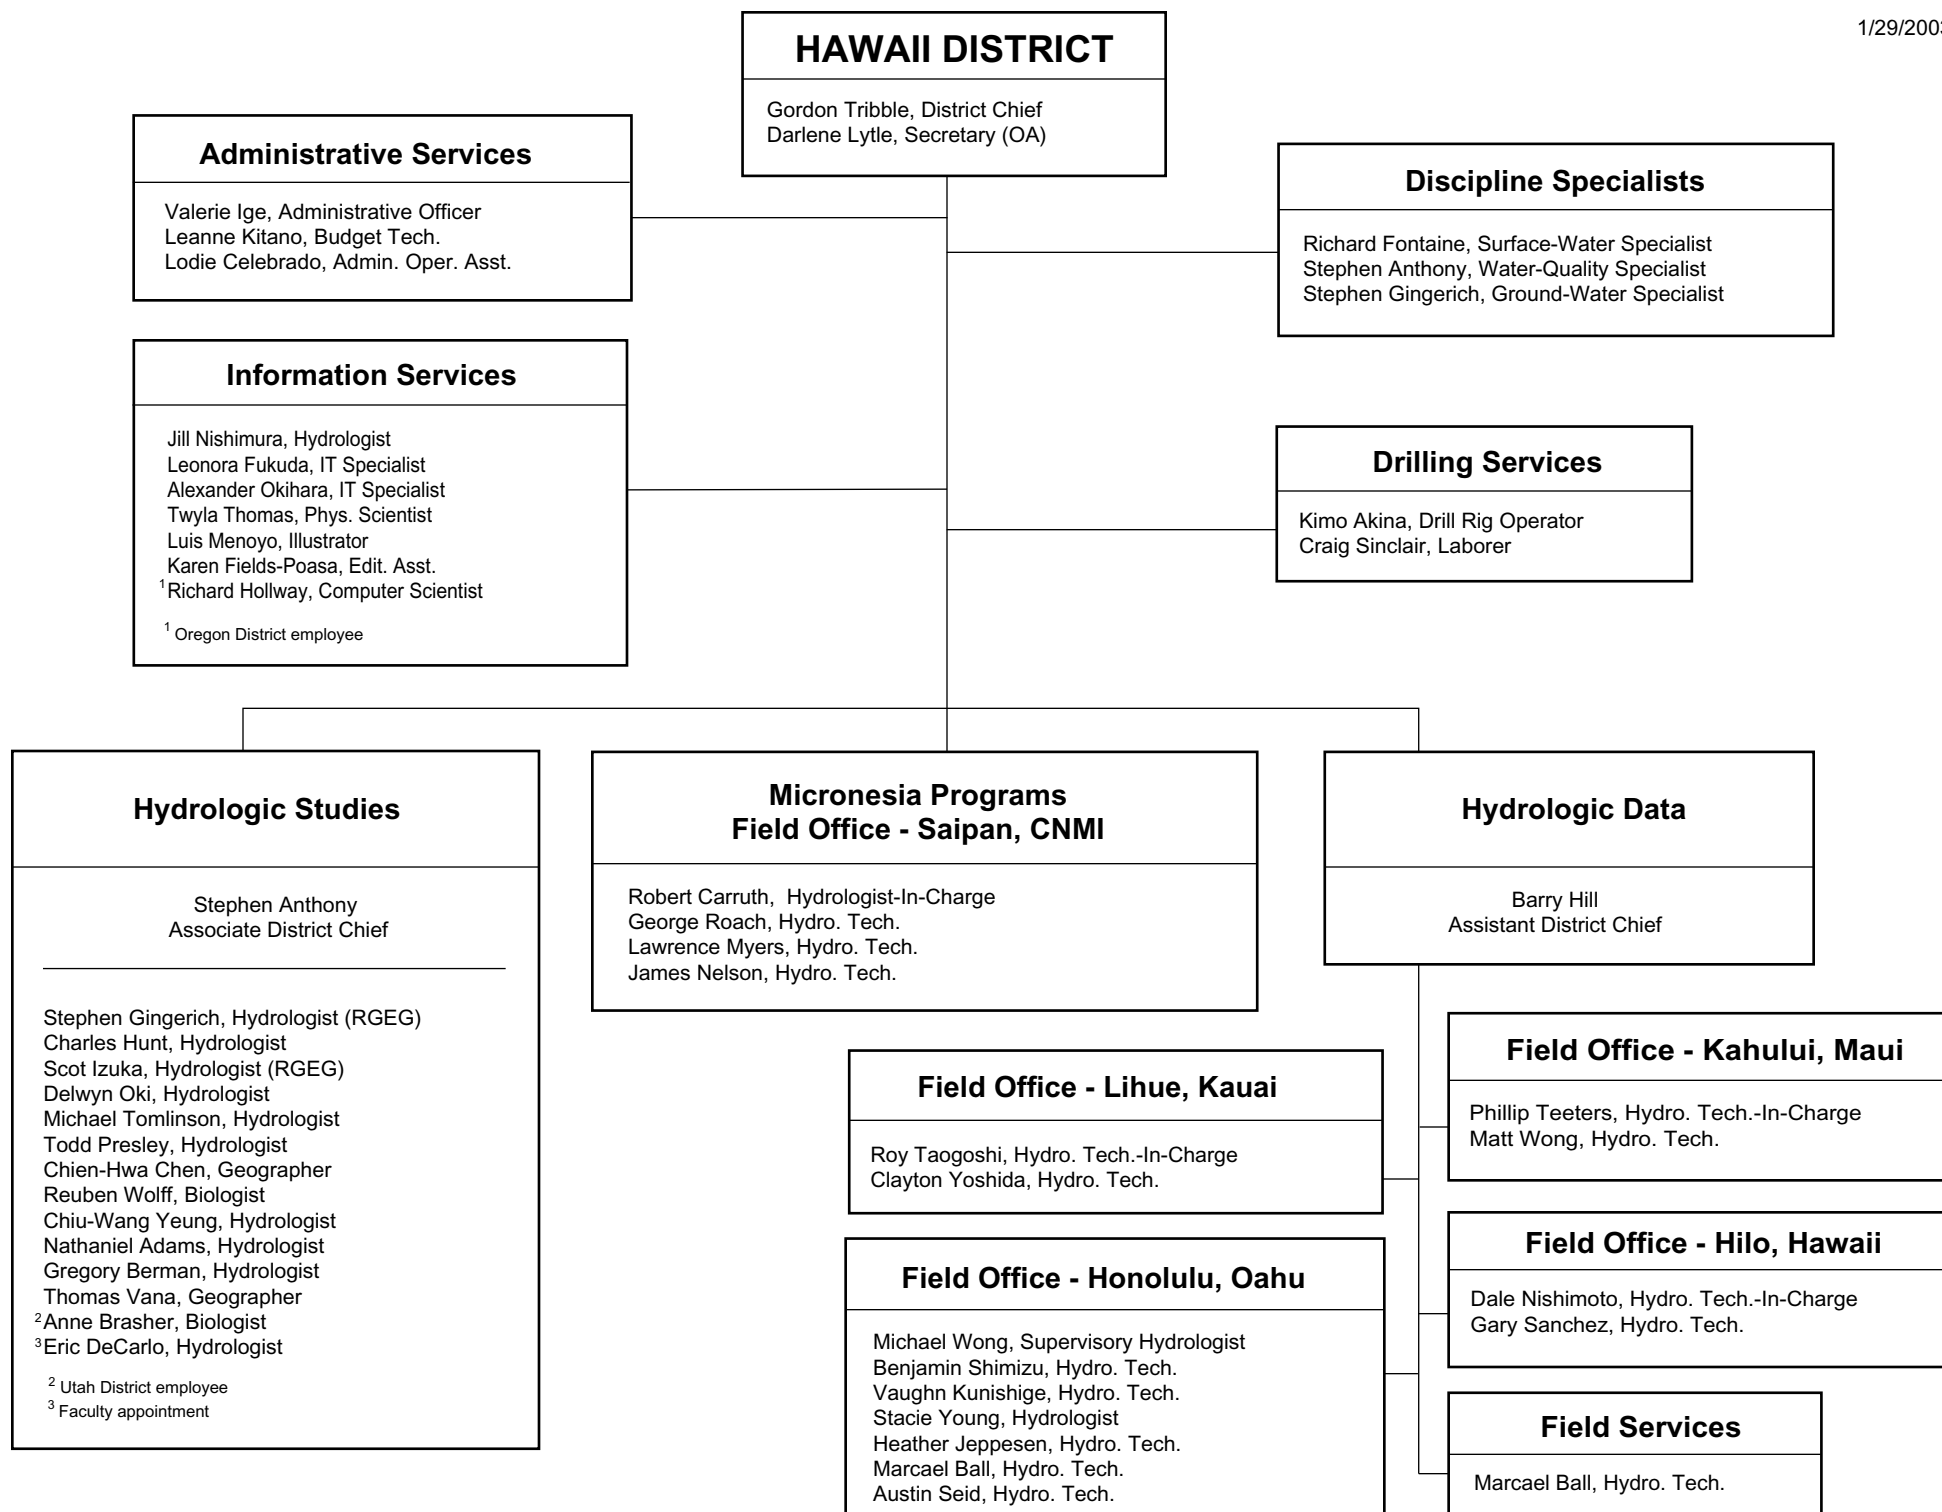 1/29/2003
HAWAII DISTRICT
Gordon Tribble, District Chief
Darlene Lytle, Secretary (OA)
Administrative Services
Valerie Ige, Administrative Officer
Leanne Kitano, Budget Tech.
Lodie Celebrado, Admin. Oper. Asst.
Discipline Specialists
Richard Fontaine, Surface-Water Specialist
Stephen Anthony, Water-Quality Specialist
Stephen Gingerich, Ground-Water Specialist
Information Services
Jill Nishimura, Hydrologist
Leonora Fukuda, IT Specialist
Alexander Okihara, IT Specialist
Twyla Thomas, Phys. Scientist
Luis Menoyo, Illustrator
Karen Fields-Poasa, Edit. Asst.
1 Richard Hollway, Computer Scientist
1 Oregon District employee
Drilling Services
Kimo Akina, Drill Rig Operator
Craig Sinclair, Laborer
Hydrologic Studies
Stephen Anthony
Associate District Chief
Stephen Gingerich, Hydrologist (RGEG)
Charles Hunt, Hydrologist
Scot Izuka, Hydrologist (RGEG)
Delwyn Oki, Hydrologist
Michael Tomlinson, Hydrologist
Todd Presley, Hydrologist
Chien-Hwa Chen, Geographer
Reuben Wolff, Biologist
Chiu-Wang Yeung, Hydrologist
Nathaniel Adams, Hydrologist
Gregory Berman, Hydrologist
Thomas Vana, Geographer
2 Anne Brasher, Biologist
3 Eric DeCarlo, Hydrologist
2 Utah District employee
3 Faculty appointment
Micronesia Programs
Field Office - Saipan, CNMI
Robert Carruth, Hydrologist-In-Charge
George Roach, Hydro. Tech.
Lawrence Myers, Hydro. Tech.
James Nelson, Hydro. Tech.
Hydrologic Data
Barry Hill
Assistant District Chief
Field Office - Lihue, Kauai
Roy Taogoshi, Hydro. Tech.-In-Charge
Clayton Yoshida, Hydro. Tech.
Field Office - Kahului, Maui
Phillip Teeters, Hydro. Tech.-In-Charge
Matt Wong, Hydro. Tech.
Field Office - Honolulu, Oahu
Michael Wong, Supervisory Hydrologist
Benjamin Shimizu, Hydro. Tech.
Vaughn Kunishige, Hydro. Tech.
Stacie Young, Hydrologist
Heather Jeppesen, Hydro. Tech.
Marcael Ball, Hydro. Tech.
Austin Seid, Hydro. Tech.
Field Office - Hilo, Hawaii
Dale Nishimoto, Hydro. Tech.-In-Charge
Gary Sanchez, Hydro. Tech.
Field Services
Marcael Ball, Hydro. Tech.